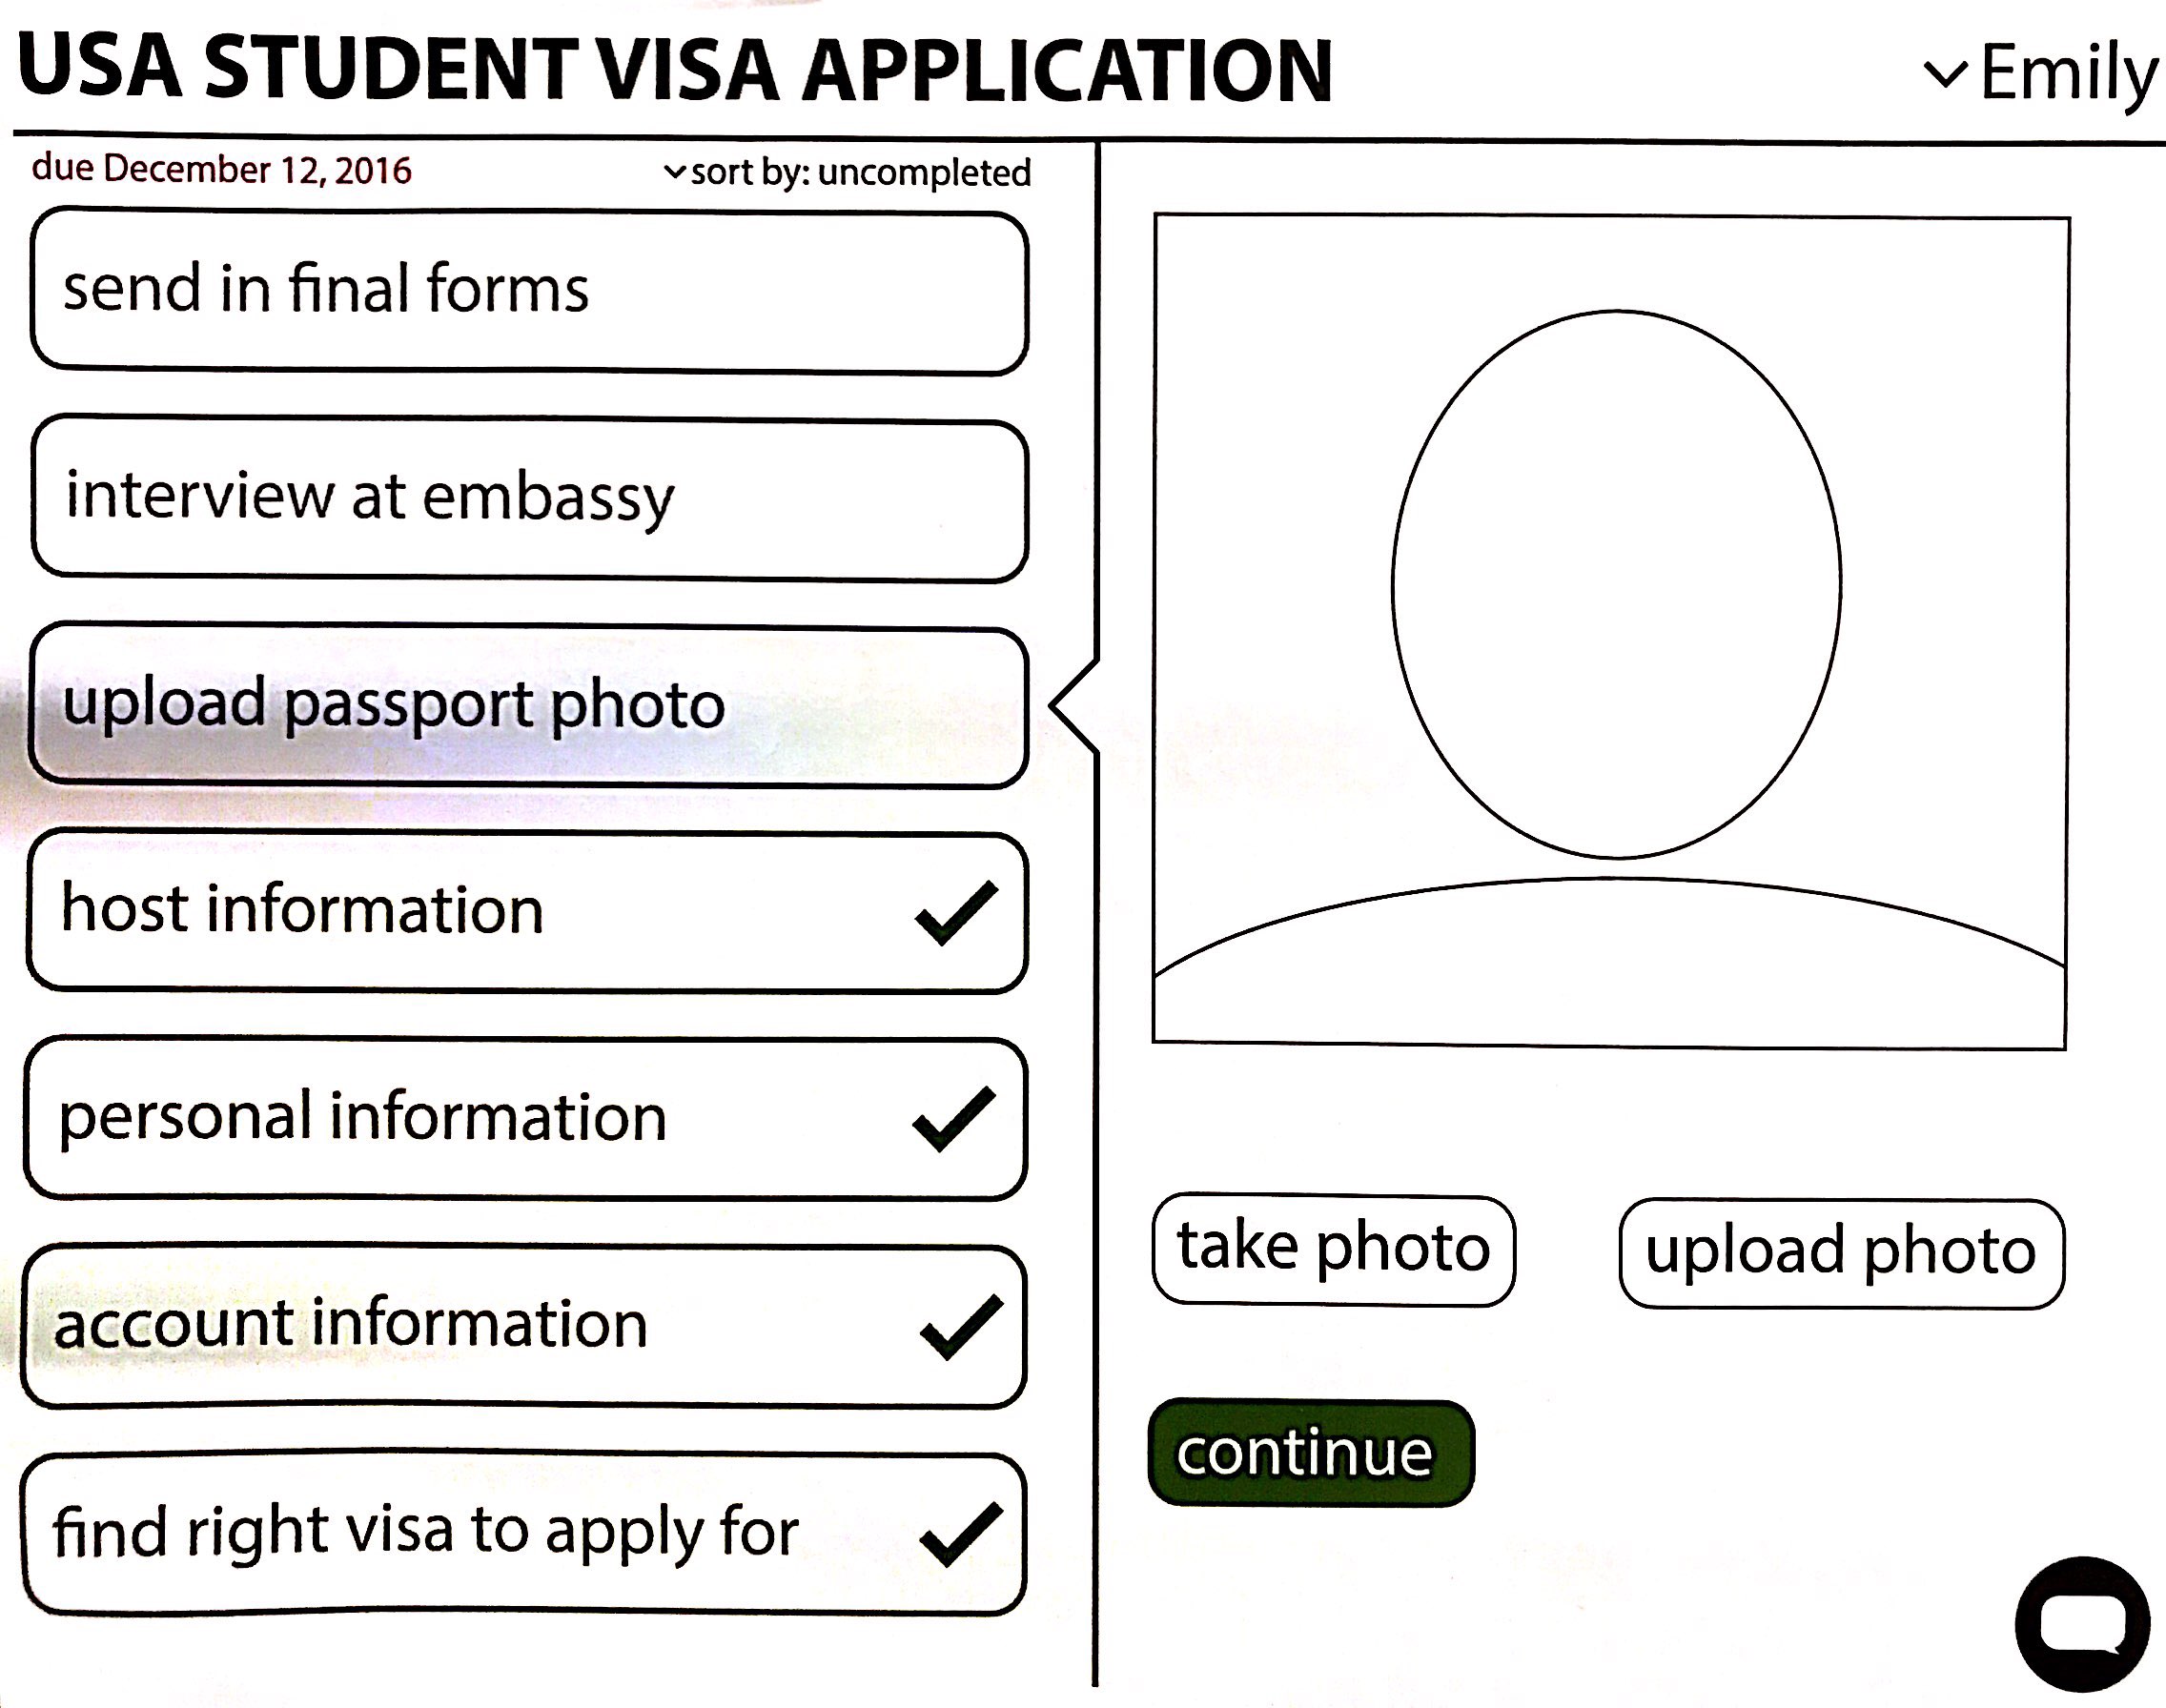 USA STUDENT VISA APPLICATION
Emily
due December 12, 2016
sort by: uncompleted
send in final forms
interview at embassy
upload passport photo
host information
personal information
account information
find right visa to apply for
take photo
upload photo
continue